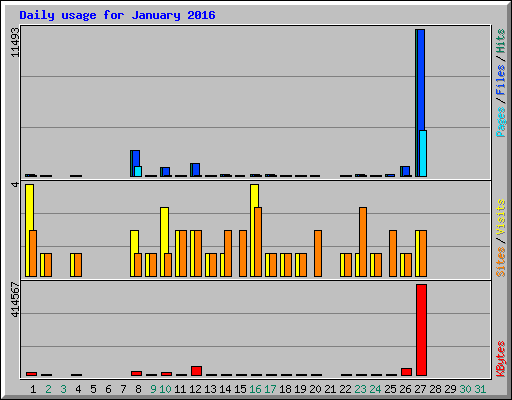 Daily usage for January 2016
11493
4
414567
Pages / Files / Hits
Sites / Visits
KBytes
1 2 3 4 5 6 7 8 9 10 11 12 13 14 15 16 17 18 19 20 21 22 23 24 25 26 27 28 29 30 31